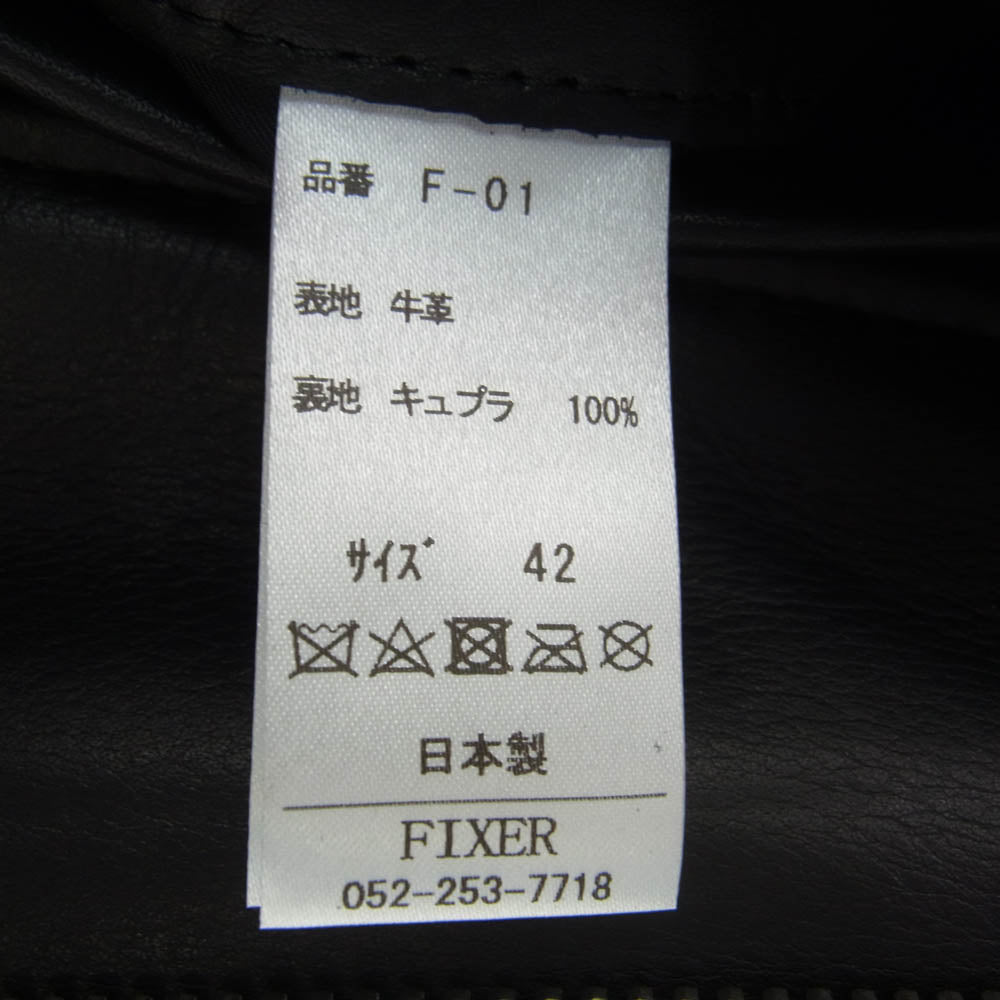 品番 F-01
表地 牛革
裏地 キュプラ 100%
サイズ 42
日本製
FIXER
052-253-7718